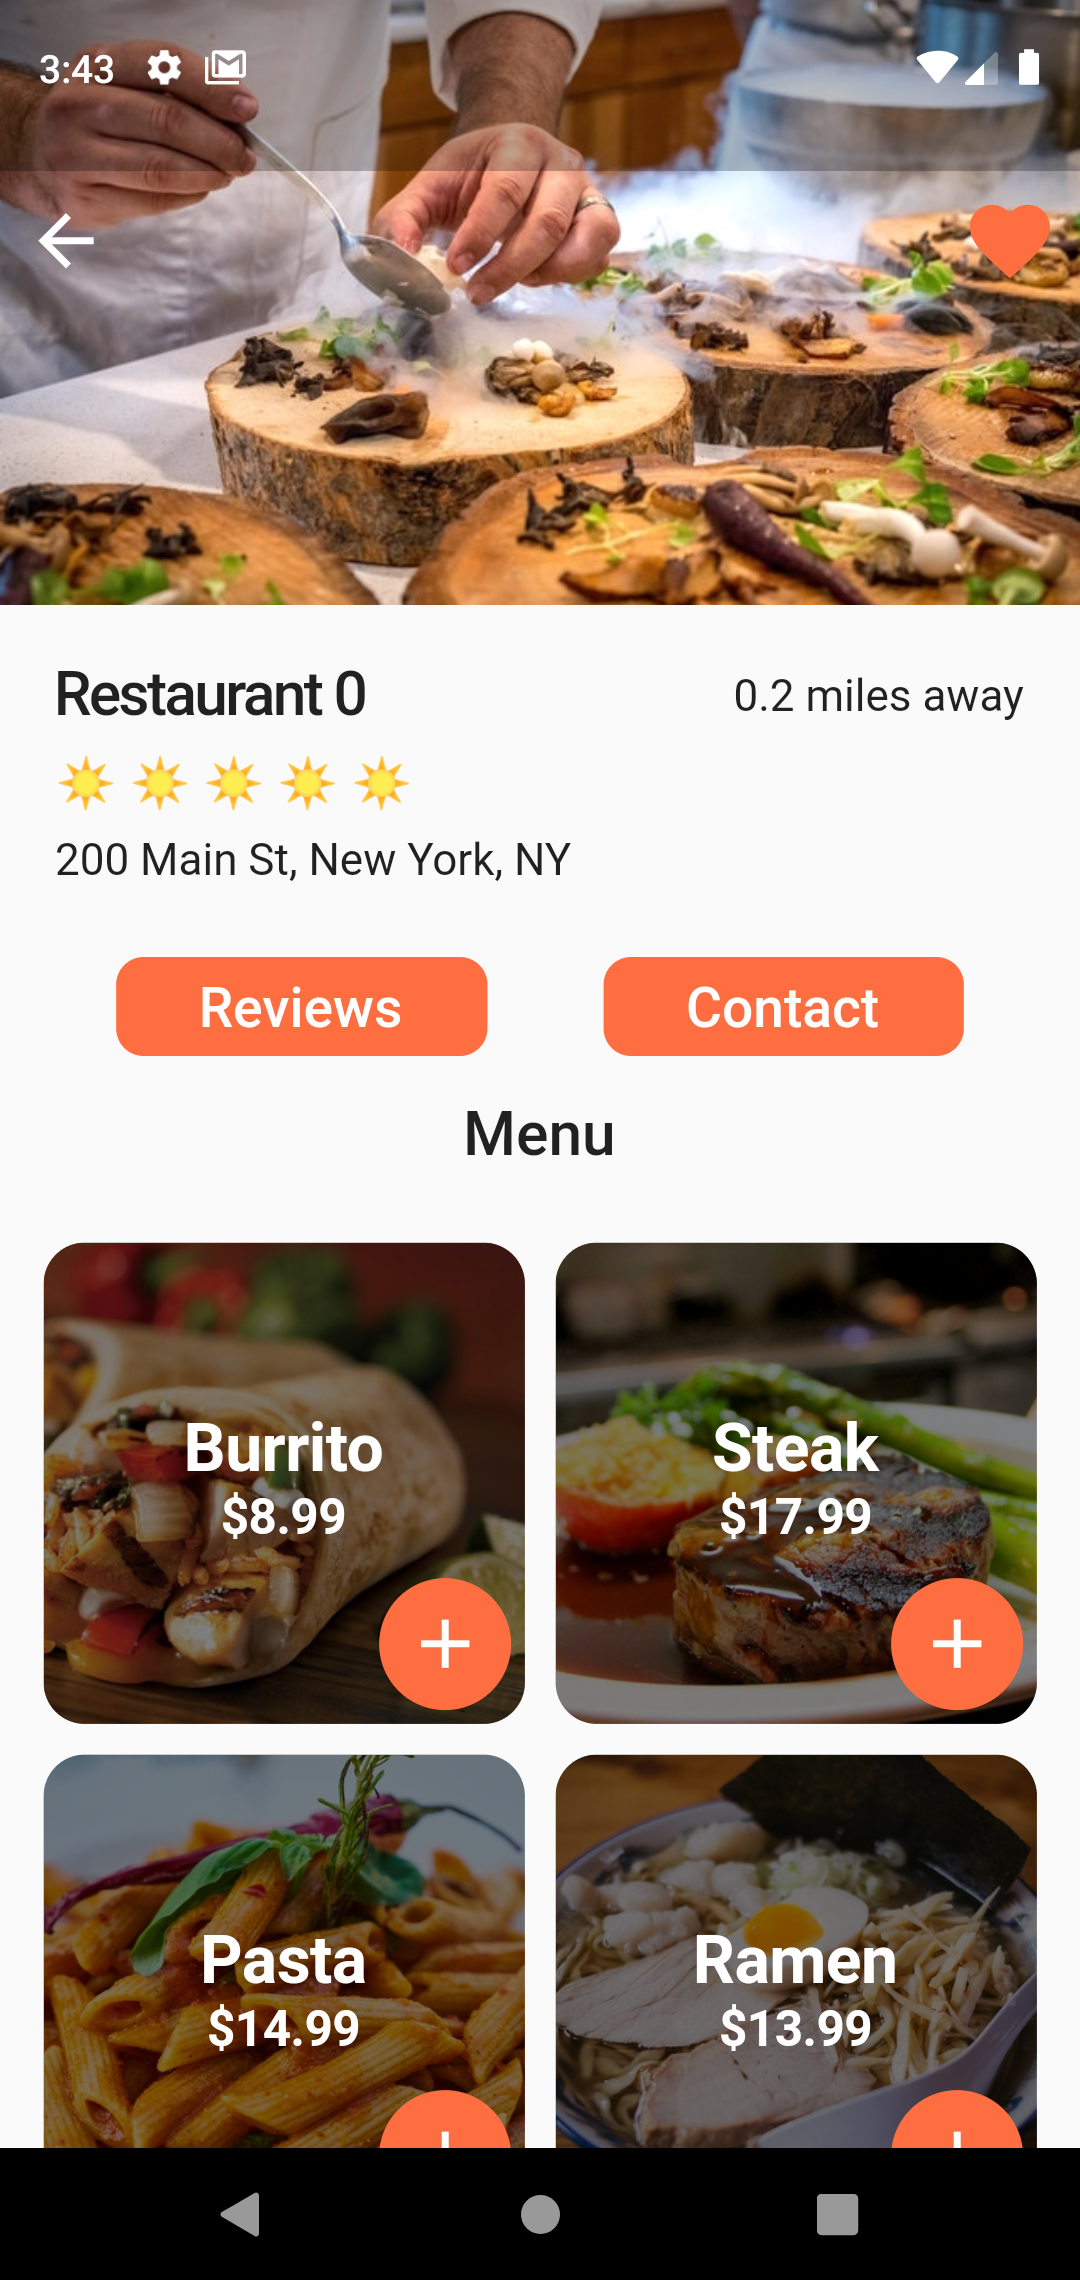 3:43
Restaurant 0
0.2 miles away
200 Main St, New York, NY
Reviews
Contact
Menu
Burrito
$8.99
Steak
$17.99
Pasta
$14.99
Ramen
$13.99